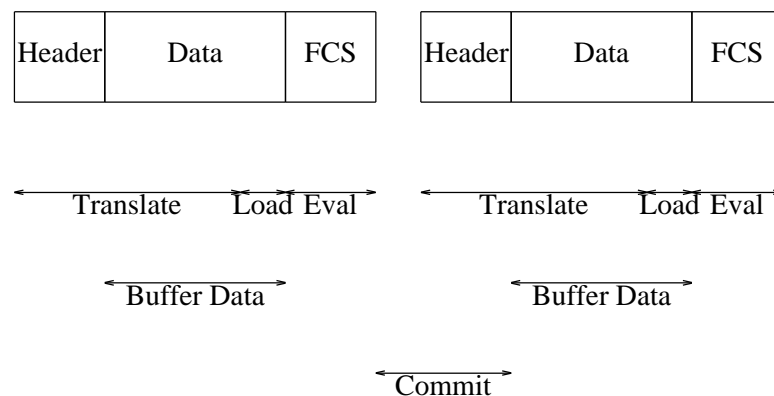 Header Data FCS Header Data FCS
Translate Load Eval Translate Load Eval
Buffer Data Buffer Data
Commit